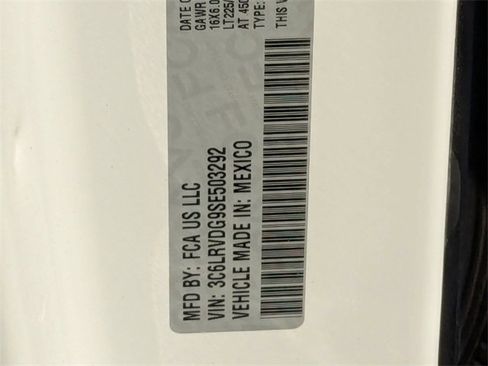 MFD BY: FCA US LLC
VIN: 3C6LRVDG9SE503292
VEHICLE MADE IN: MEXICO
DATE O
GAWR
16X6.0
LT225/
AT 450
TYPE:
THIS V